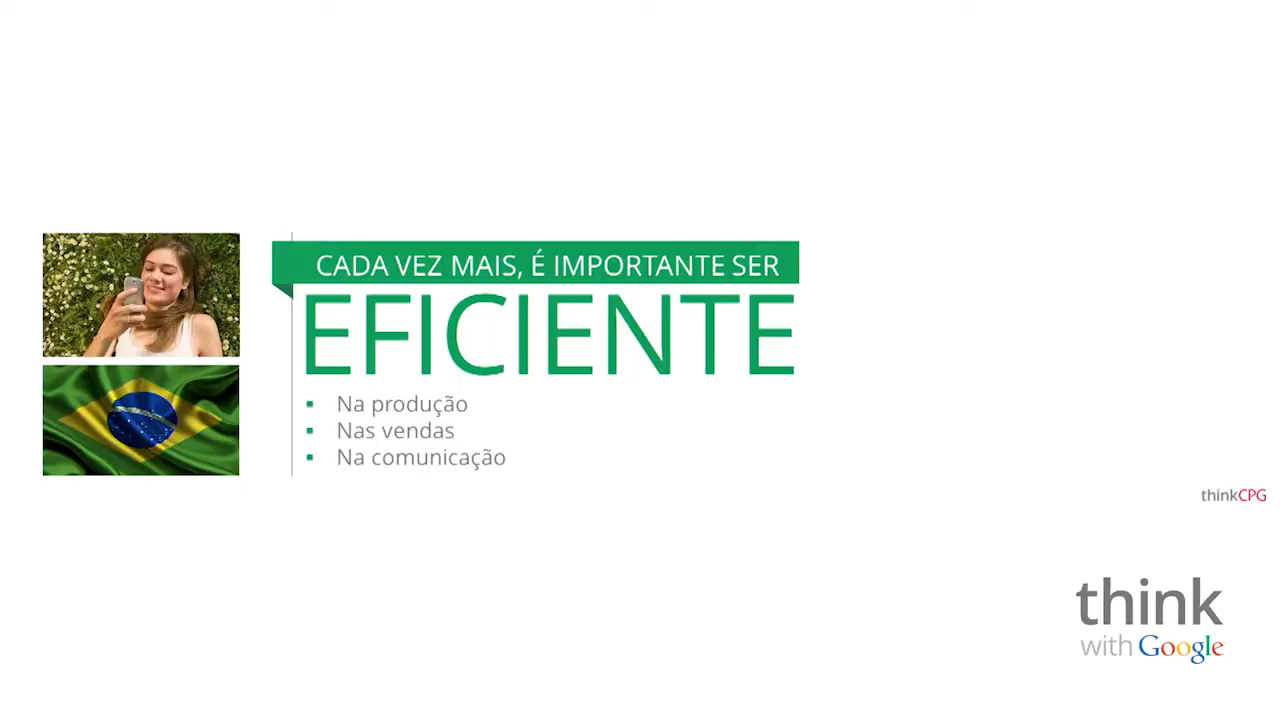 CADA VEZ MAIS, É IMPORTANTE SER
EFICIENTE
▪ Na produção
▪ Nas vendas
▪ Na comunicação
thinkCPG
think
with Google